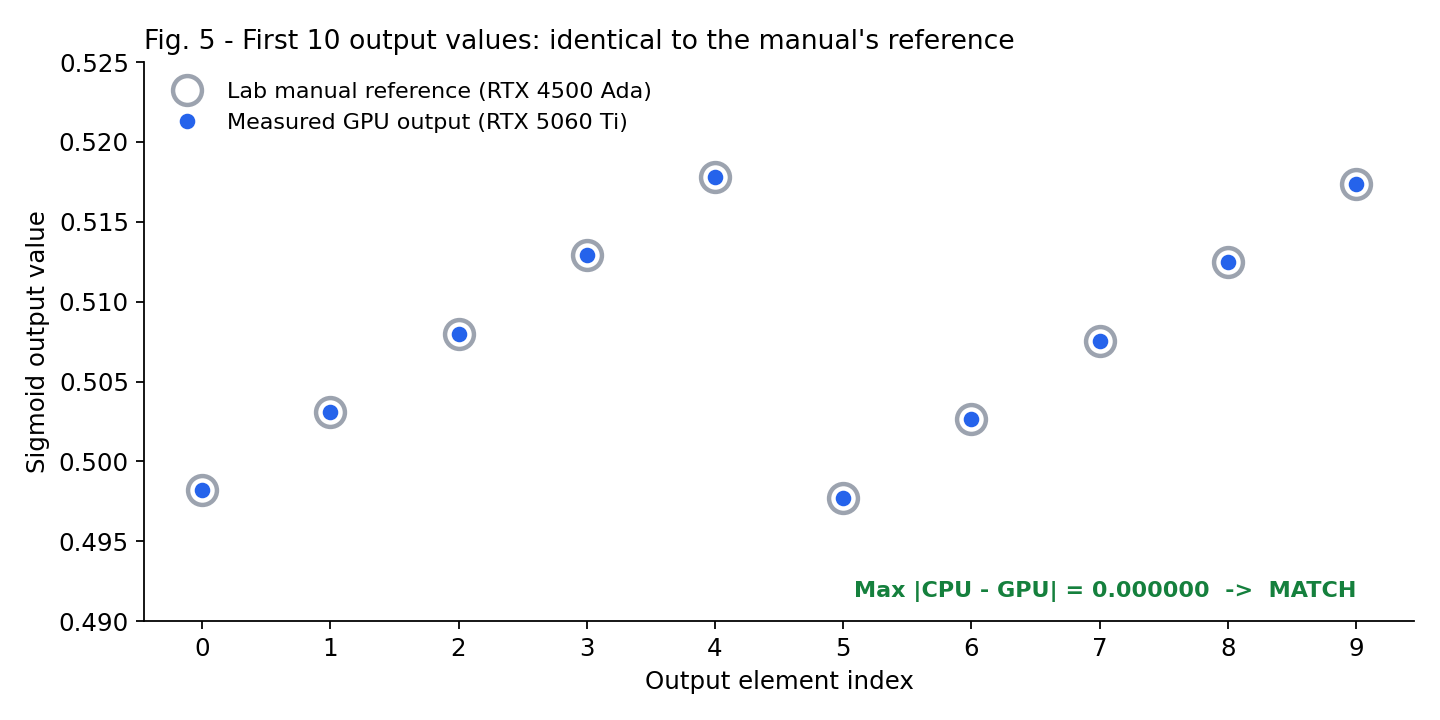 Fig. 5 - First 10 output values: identical to the manual's reference
Lab manual reference (RTX 4500 Ada)
Measured GPU output (RTX 5060 Ti)
Sigmoid output value
0.525
0.520
0.515
0.510
0.505
0.500
0.495
0.490
Max |CPU - GPU| = 0.000000  ->  MATCH
0 1 2 3 4 5 6 7 8 9
Output element index